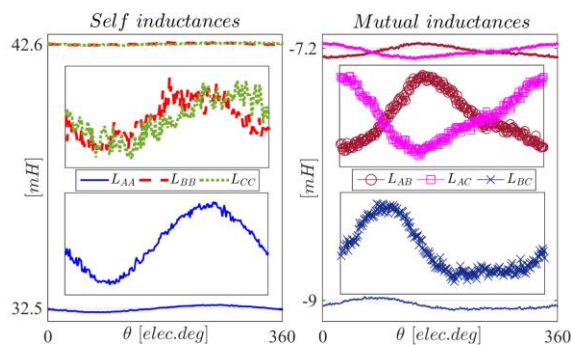 Self inductances
42.6
[mH]
L_AA L_BB L_CC
32.5
0 θ [elec.deg] 360
Mutual inductances
-7.2
[mH]
L_AB L_AC L_BC
-9
0 θ [elec.deg] 360